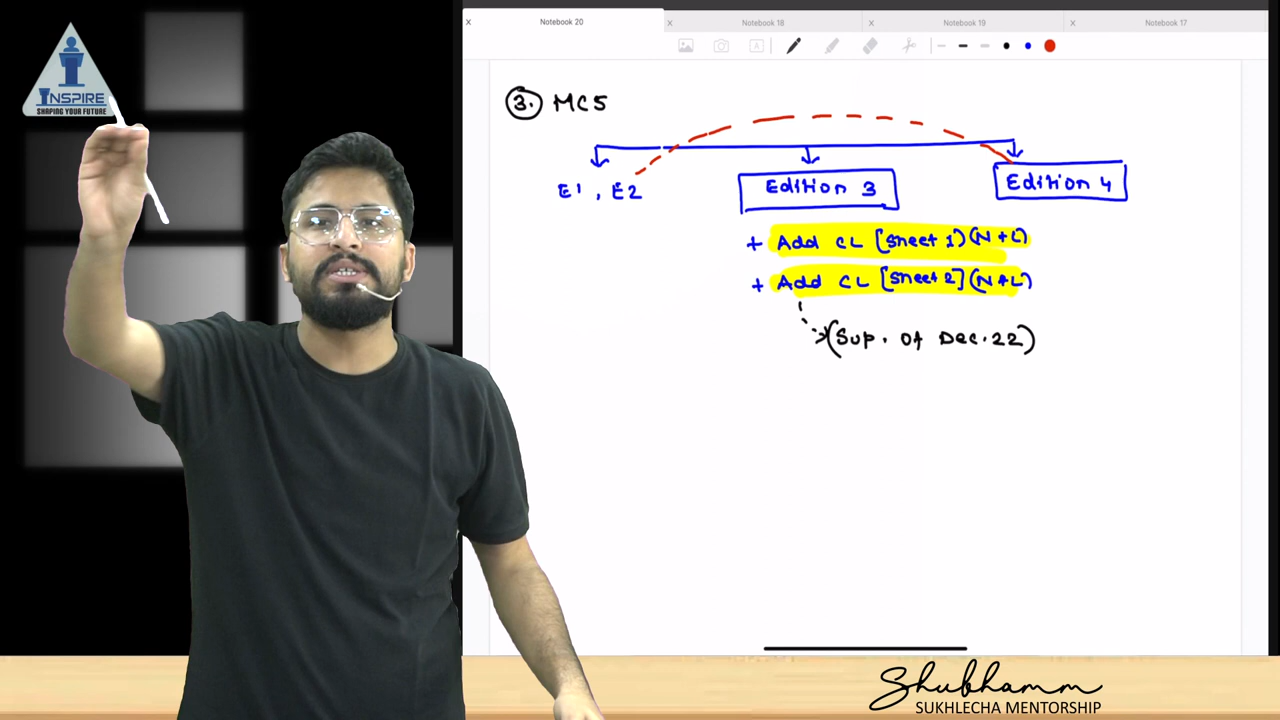 Notebook 20
Notebook 18
Notebook 19
Notebook 17
INSPIRE
SHAPING YOUR FUTURE
3. MCS
E1, E2
Edition 3
Edition 4
+ Add CL [Sheet 1) (N+L)
+ Add CL [Sheet 2] (N+L)
(Sup. Of Dec.22)
Shubhamm
SUKHLECHA MENTORSHIP